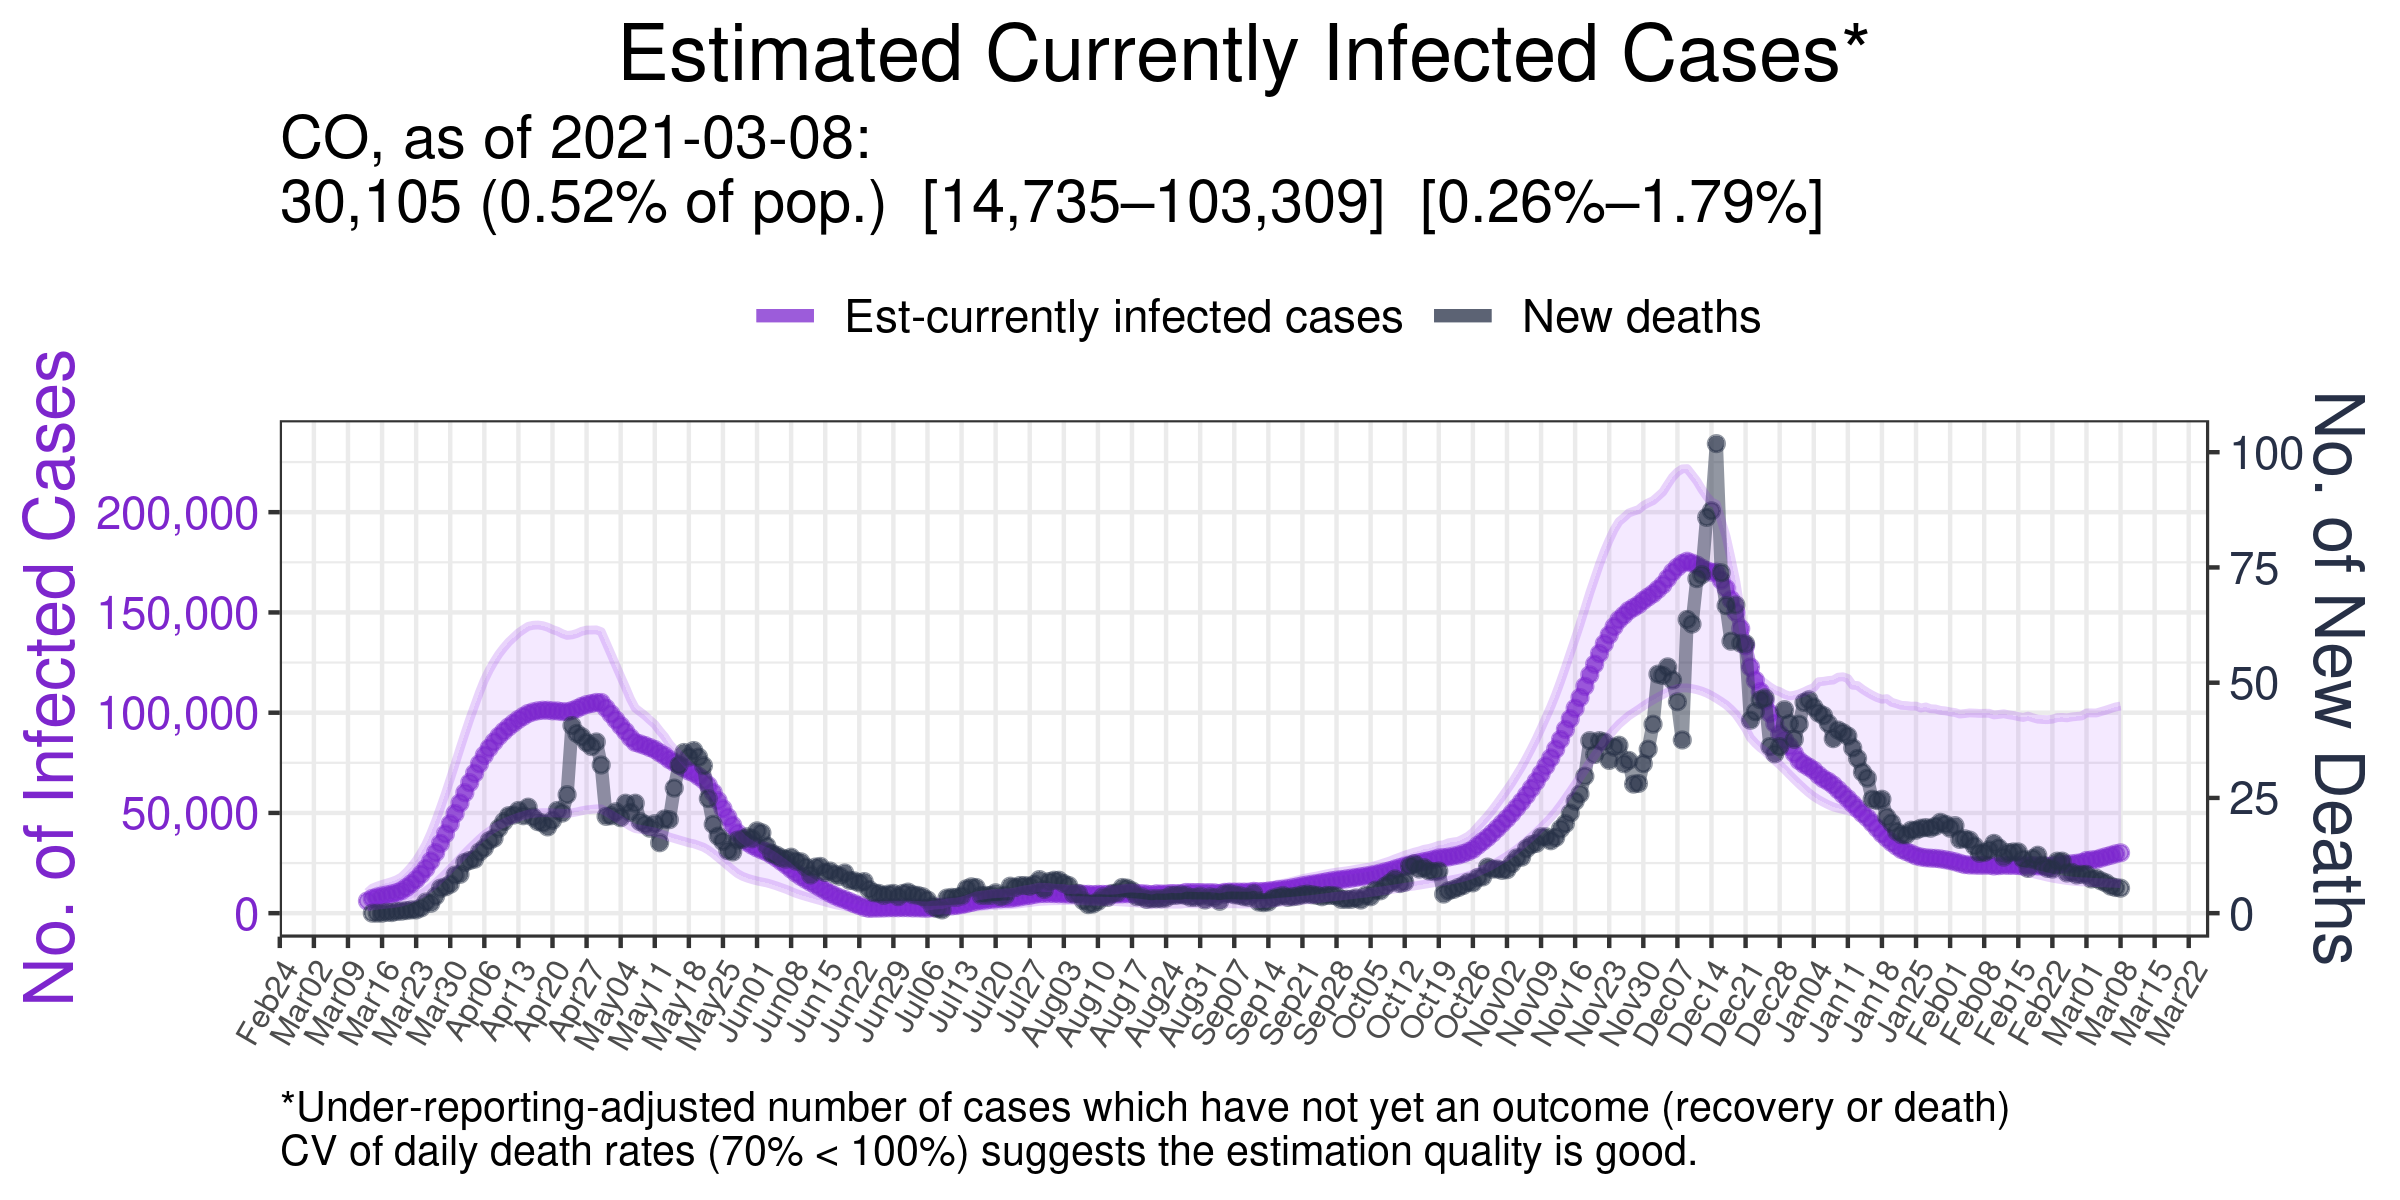 Estimated Currently Infected Cases*
CO, as of 2021-03-08:
30,105 (0.52% of pop.) [14,735–103,309] [0.26%–1.79%]
Est-currently infected cases
New deaths
No. of Infected Cases
200,000
150,000
100,000
50,000
0
100
75
50
25
0
No. of New Deaths
Feb24
Mar02
Mar09
Mar16
Mar23
Mar30
Apr06
Apr13
Apr20
Apr27
May04
May11
May18
May25
Jun01
Jun08
Jun15
Jun22
Jun29
Jul06
Jul13
Jul20
Jul27
Aug03
Aug10
Aug17
Aug24
Aug31
Sep07
Sep14
Sep21
Sep28
Oct05
Oct12
Oct19
Oct26
Nov02
Nov09
Nov16
Nov23
Nov30
Dec07
Dec14
Dec21
Dec28
Jan04
Jan11
Jan18
Jan25
Feb01
Feb08
Feb15
Feb22
Mar01
Mar08
Mar15
Mar22
*Under-reporting-adjusted number of cases which have not yet an outcome (recovery or death)
CV of daily death rates (70% < 100%) suggests the estimation quality is good.